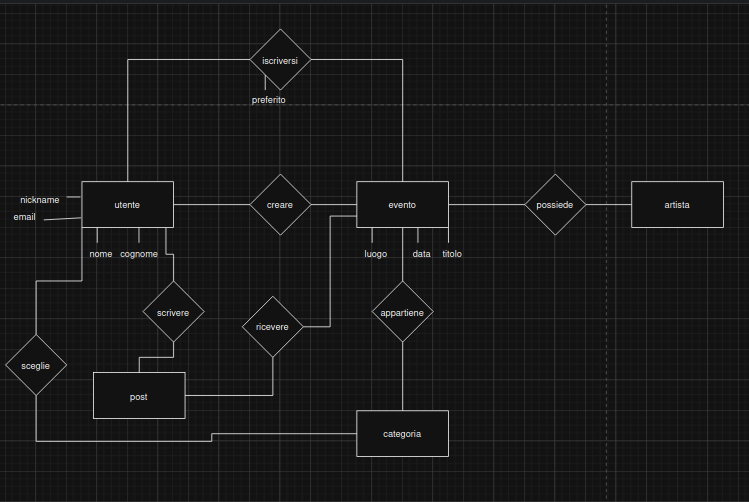 iscriversi
preferito
nickname
email
utente
creare
evento
possiede
artista
nome
cognome
luogo
data
titolo
scrivere
ricevere
appartiene
sceglie
post
categoria